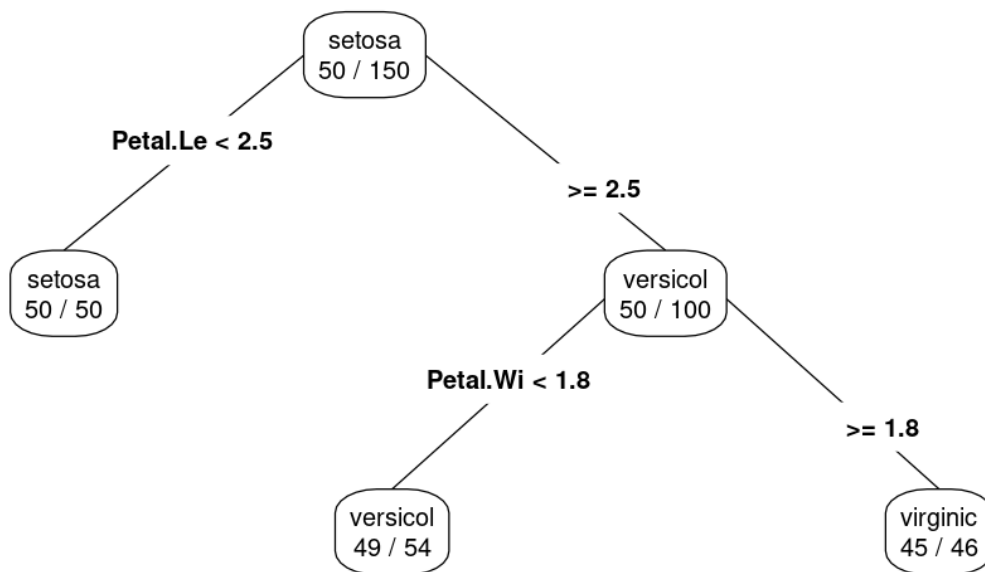 setosa
50 / 150
Petal.Le < 2.5
>= 2.5
setosa
50 / 50
versicol
50 / 100
Petal.Wi < 1.8
>= 1.8
versicol
49 / 54
virginic
45 / 46